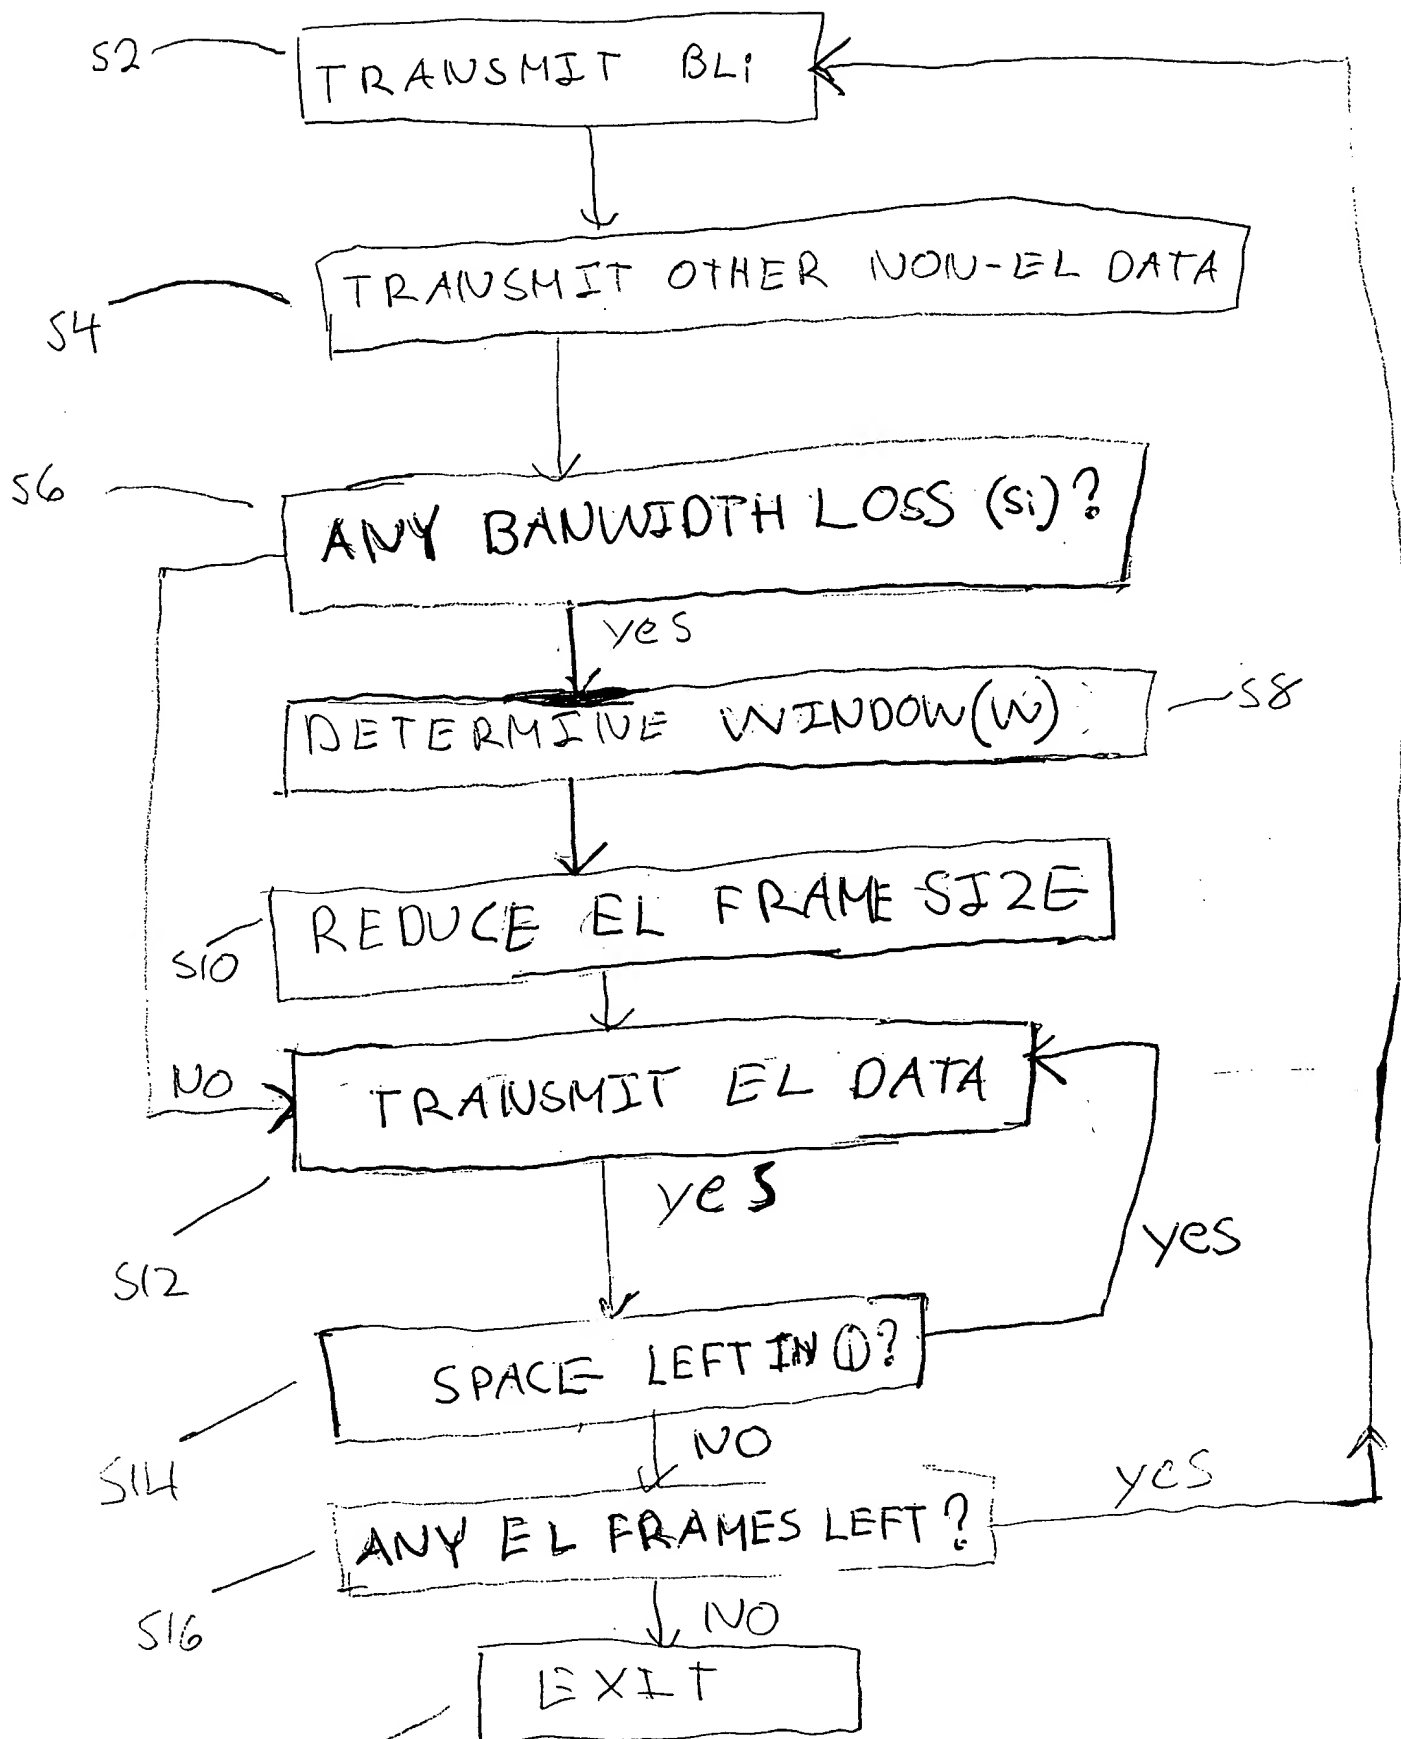 S2
TRANSMIT BLi
TRANSMIT OTHER NON-EL DATA
S4
S6
ANY BANWIDTH LOSS (Si)?
yes
DETERMINE WINDOW(W)
S8
REDUCE EL FRAME SIZE
S10
NO
TRANSMIT EL DATA
yes
yes
S12
SPACE LEFT IN ①?
NO
S14
yes
ANY EL FRAMES LEFT?
NO
S16
EXIT